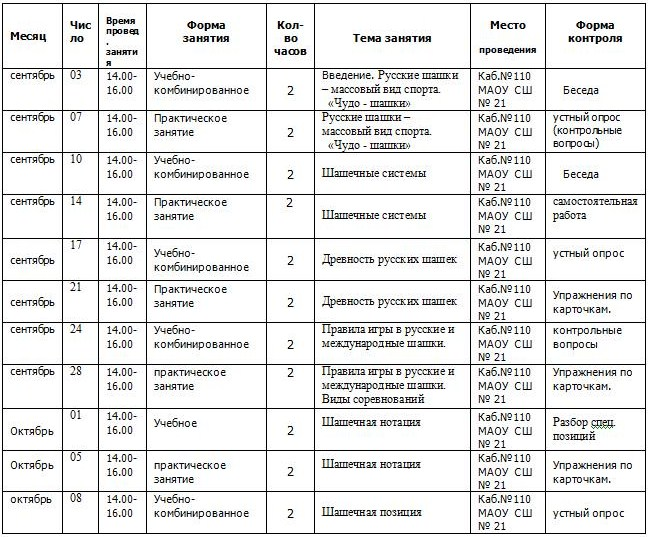 Месяц
Чис
ло
Время
провед
.
заняти
я
Форма
занятия
Кол-
во
часов
Тема занятия
Место
проведения
Форма
контроля
сентябрь
03
14.00-
16.00
Учебно-
комбинированное
2
Введение. Русские шашки
– массовый вид спорта.
«Чудо - шашки»
Каб.№110
МАОУ СШ
№ 21
Беседа
сентябрь
07
14.00-
16.00
Практическое
занятие
2
Русские шашки –
массовый вид спорта.
«Чудо - шашки»
Каб.№110
МАОУ СШ
№ 21
устный опрос
(контрольные
вопросы)
сентябрь
10
14.00-
16.00
Учебно-
комбинированное
2
Шашечные системы
Каб.№110
МАОУ СШ
№ 21
Беседа
сентябрь
14
14.00-
16.00
Практическое
занятие
2
Шашечные системы
Каб.№110
МАОУ СШ
№ 21
самостоятельная
работа
сентябрь
17
14.00-
16.00
Учебно-
комбинированное
2
Древность русских шашек
Каб.№110
МАОУ СШ
№ 21
устный опрос
сентябрь
21
14.00-
16.00
Практическое
занятие
2
Древность русских шашек
Каб.№110
МАОУ СШ
№ 21
Упражнения по
карточкам.
сентябрь
24
14.00-
16.00
Учебно-
комбинированное
2
Правила игры в русские и
международные шашки.
Каб.№110
МАОУ СШ
№ 21
контрольные
вопросы
сентябрь
28
14.00-
16.00
практическое
занятие
2
Правила игры в русские и
международные шашки.
Виды соревнований
Каб.№110
МАОУ СШ
№ 21
Упражнения по
карточкам.
Октябрь
01
14.00-
16.00
Учебное
2
Шашечная нотация
Каб.№110
МАОУ СШ
№ 21
Разбор спец.
позиций
Октябрь
05
14.00-
16.00
практическое
занятие
2
Шашечная нотация
Каб.№110
МАОУ СШ
№ 21
Упражнения по
карточкам.
октябрь
08
14.00-
16.00
Учебно-
комбинированное
2
Шашечная позиция
Каб.№110
МАОУ СШ
№ 21
устный опрос